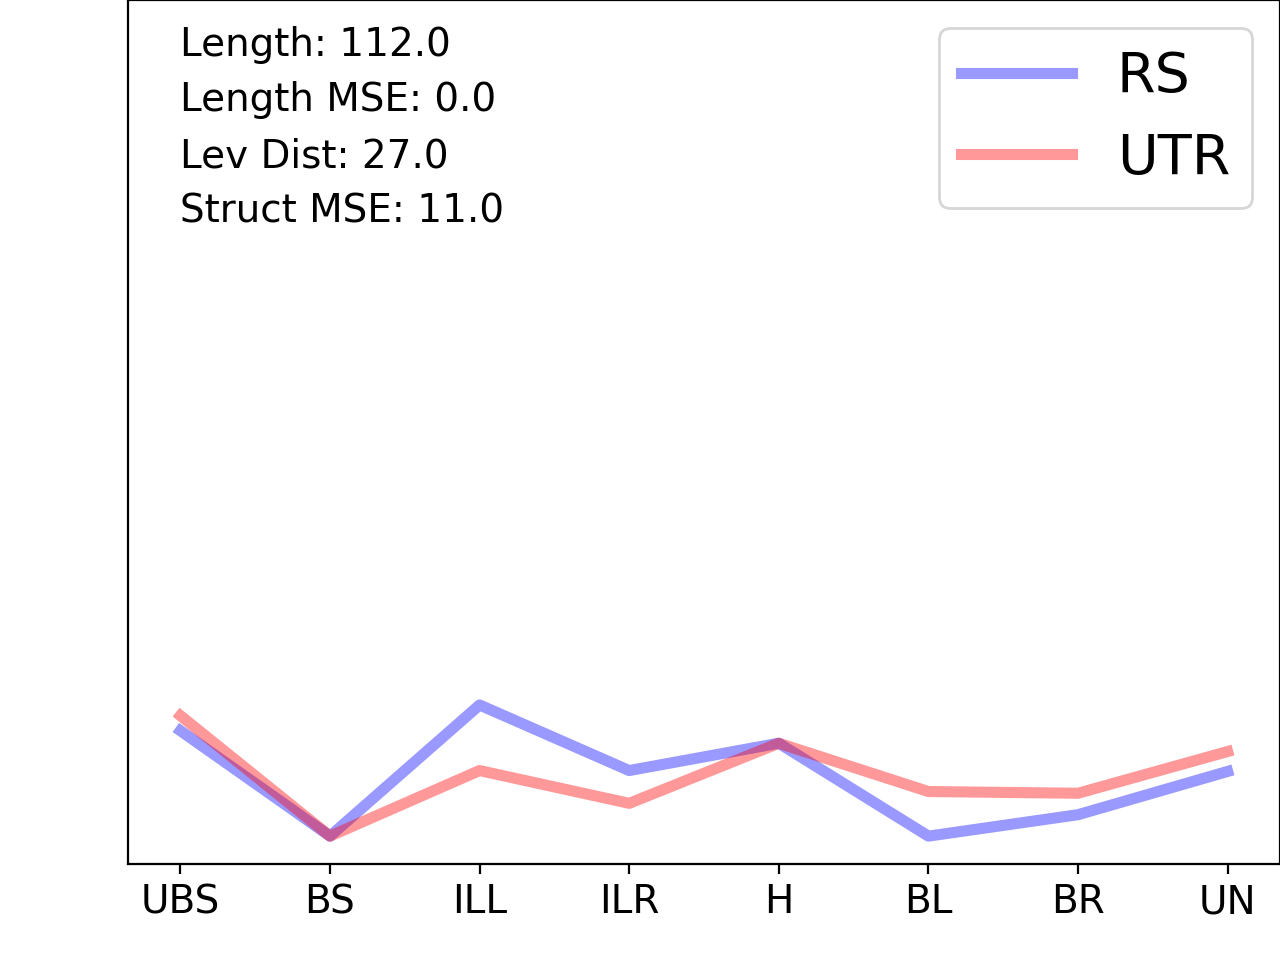 Length: 112.0
Length MSE: 0.0
Lev Dist: 27.0
Struct MSE: 11.0
RS
UTR
UBS BS ILL ILR H BL BR UN